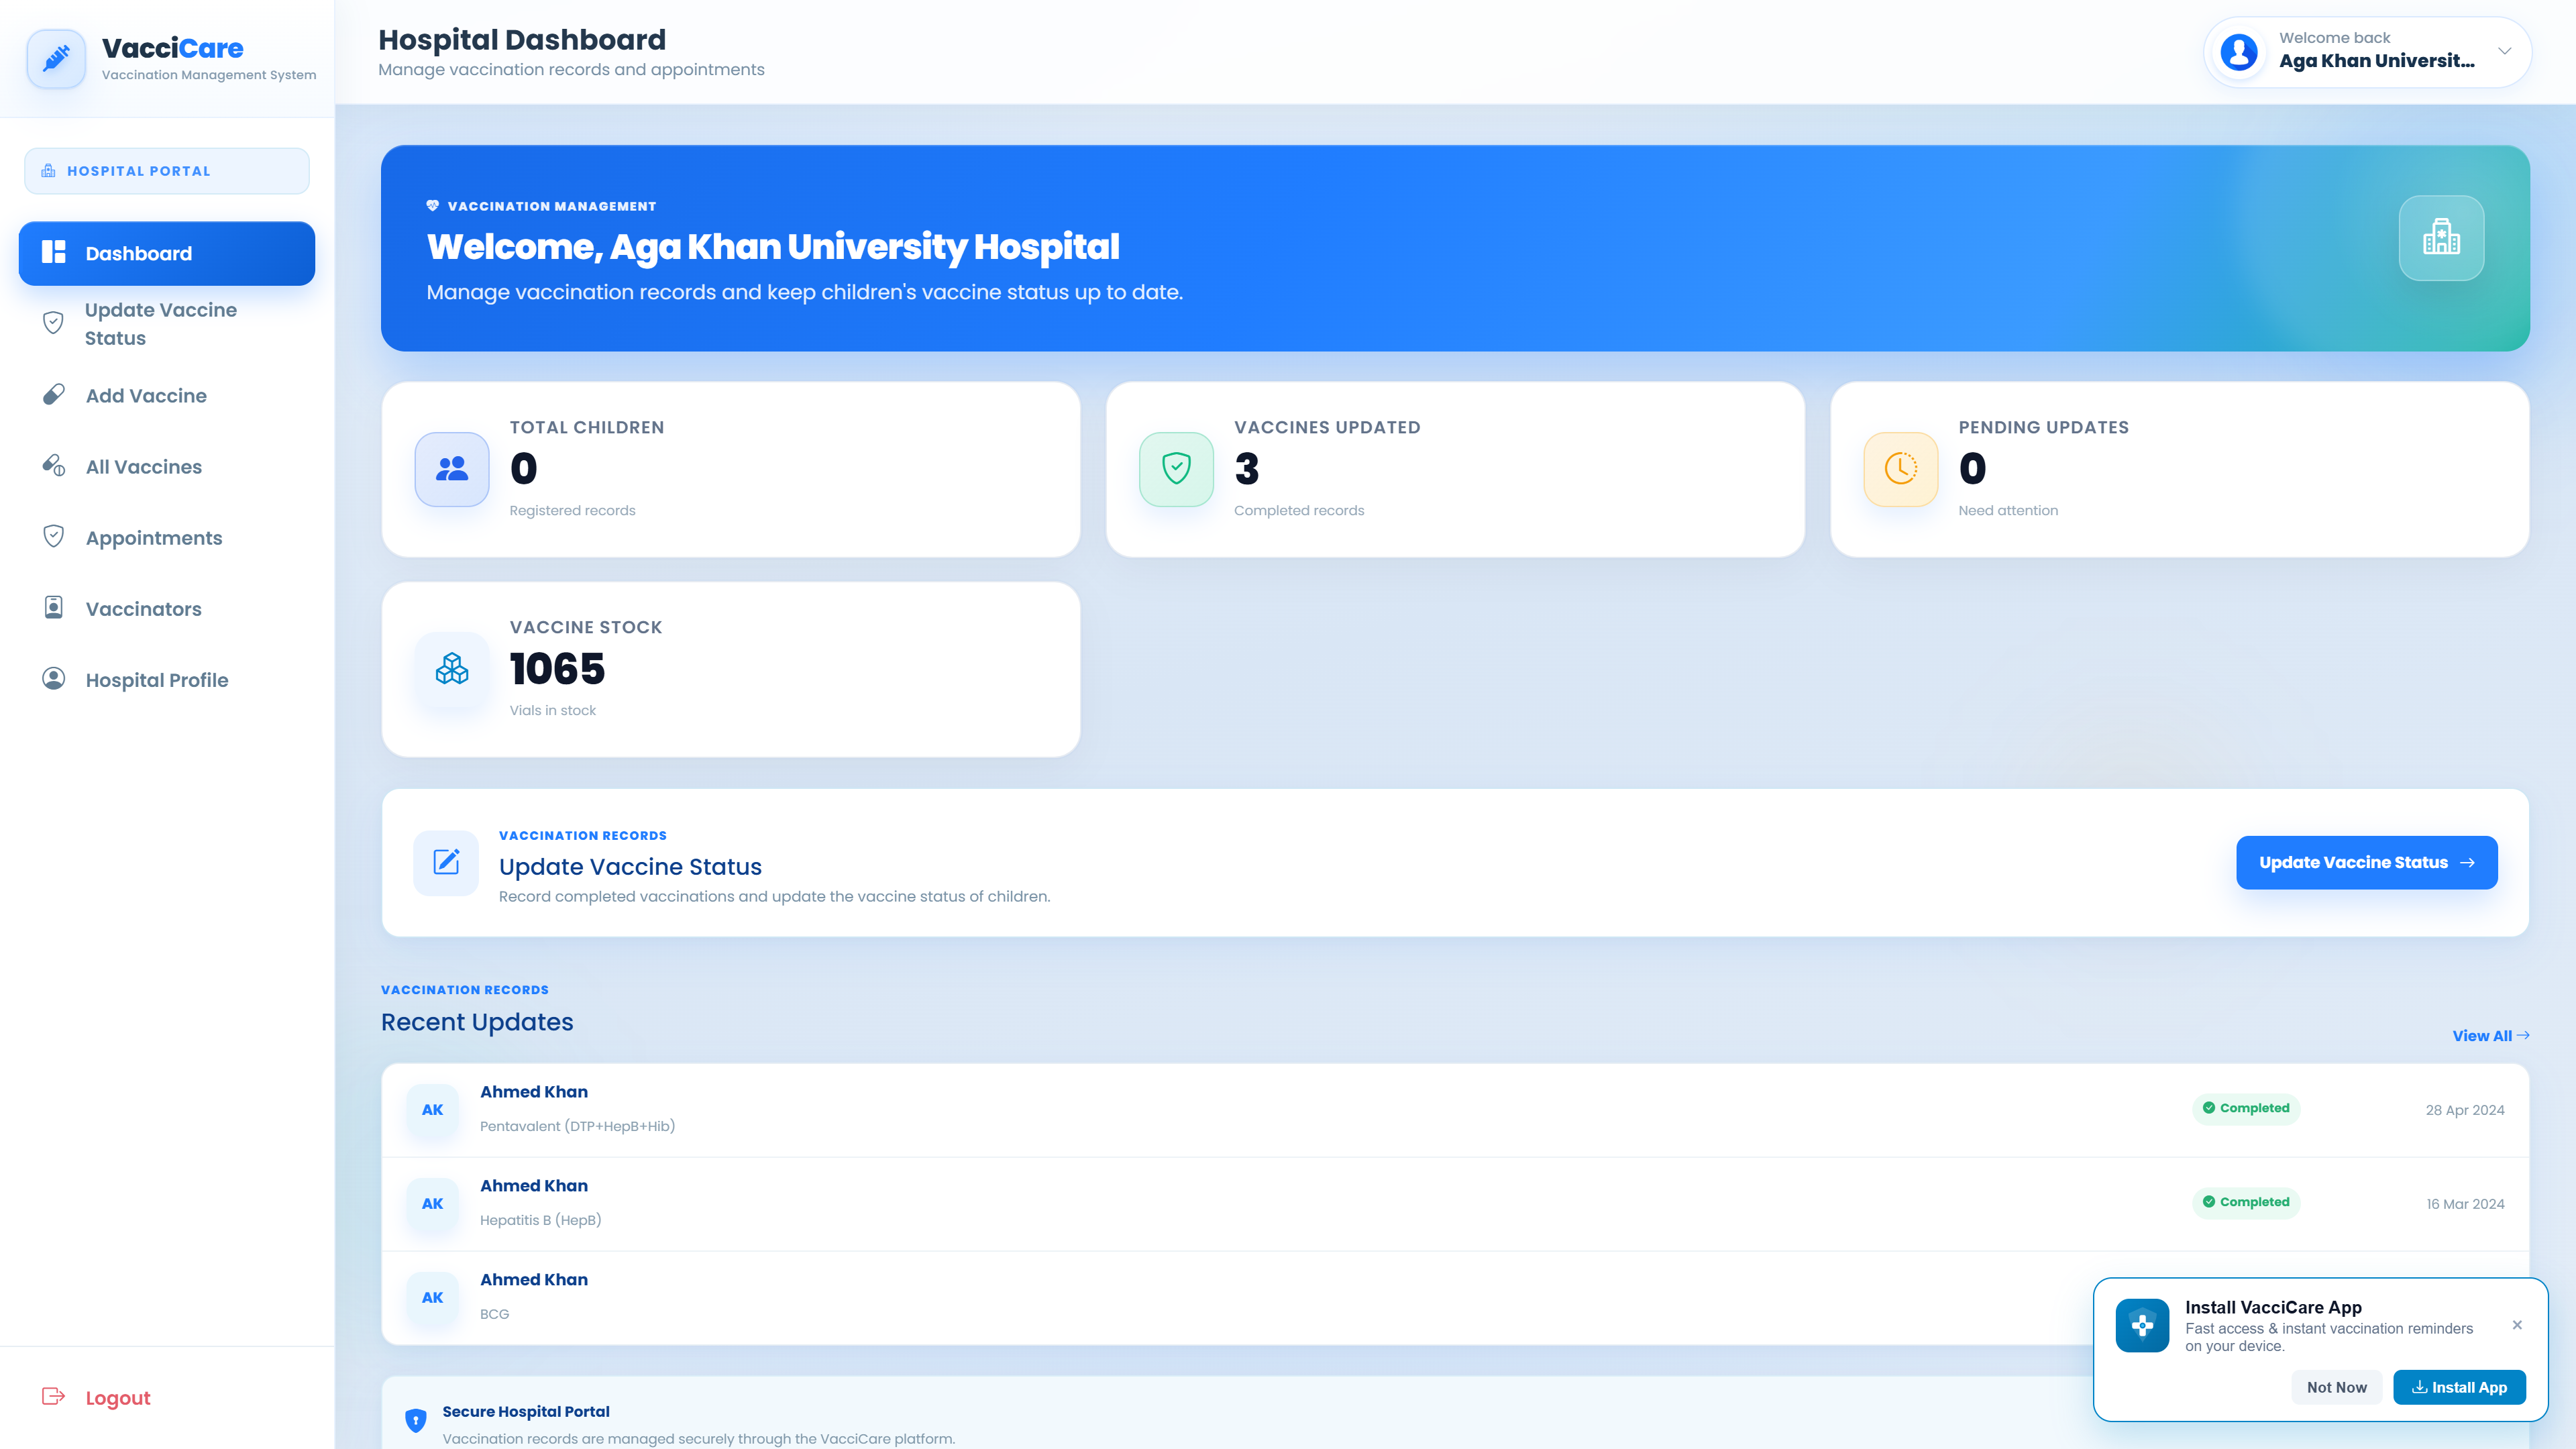 VacciCare
Vaccination Management System
HOSPITAL PORTAL
Dashboard
Update Vaccine
Status
Add Vaccine
All Vaccines
Appointments
Vaccinators
Hospital Profile
Logout
Hospital Dashboard
Manage vaccination records and appointments
Welcome back
Aga Khan Universit...
VACCINATION MANAGEMENT
Welcome, Aga Khan University Hospital
Manage vaccination records and keep children's vaccine status up to date.
TOTAL CHILDREN
0
Registered records
VACCINES UPDATED
3
Completed records
PENDING UPDATES
0
Need attention
VACCINE STOCK
1065
Vials in stock
VACCINATION RECORDS
Update Vaccine Status
Record completed vaccinations and update the vaccine status of children.
Update Vaccine Status
VACCINATION RECORDS
Recent Updates
View All
AK
Ahmed Khan
Pentavalent (DTP+HepB+Hib)
Completed
28 Apr 2024
AK
Ahmed Khan
Hepatitis B (HepB)
Completed
16 Mar 2024
AK
Ahmed Khan
BCG
Secure Hospital Portal
Vaccination records are managed securely through the VacciCare platform.
Install VacciCare App
Fast access & instant vaccination reminders
on your device.
Not Now
Install App